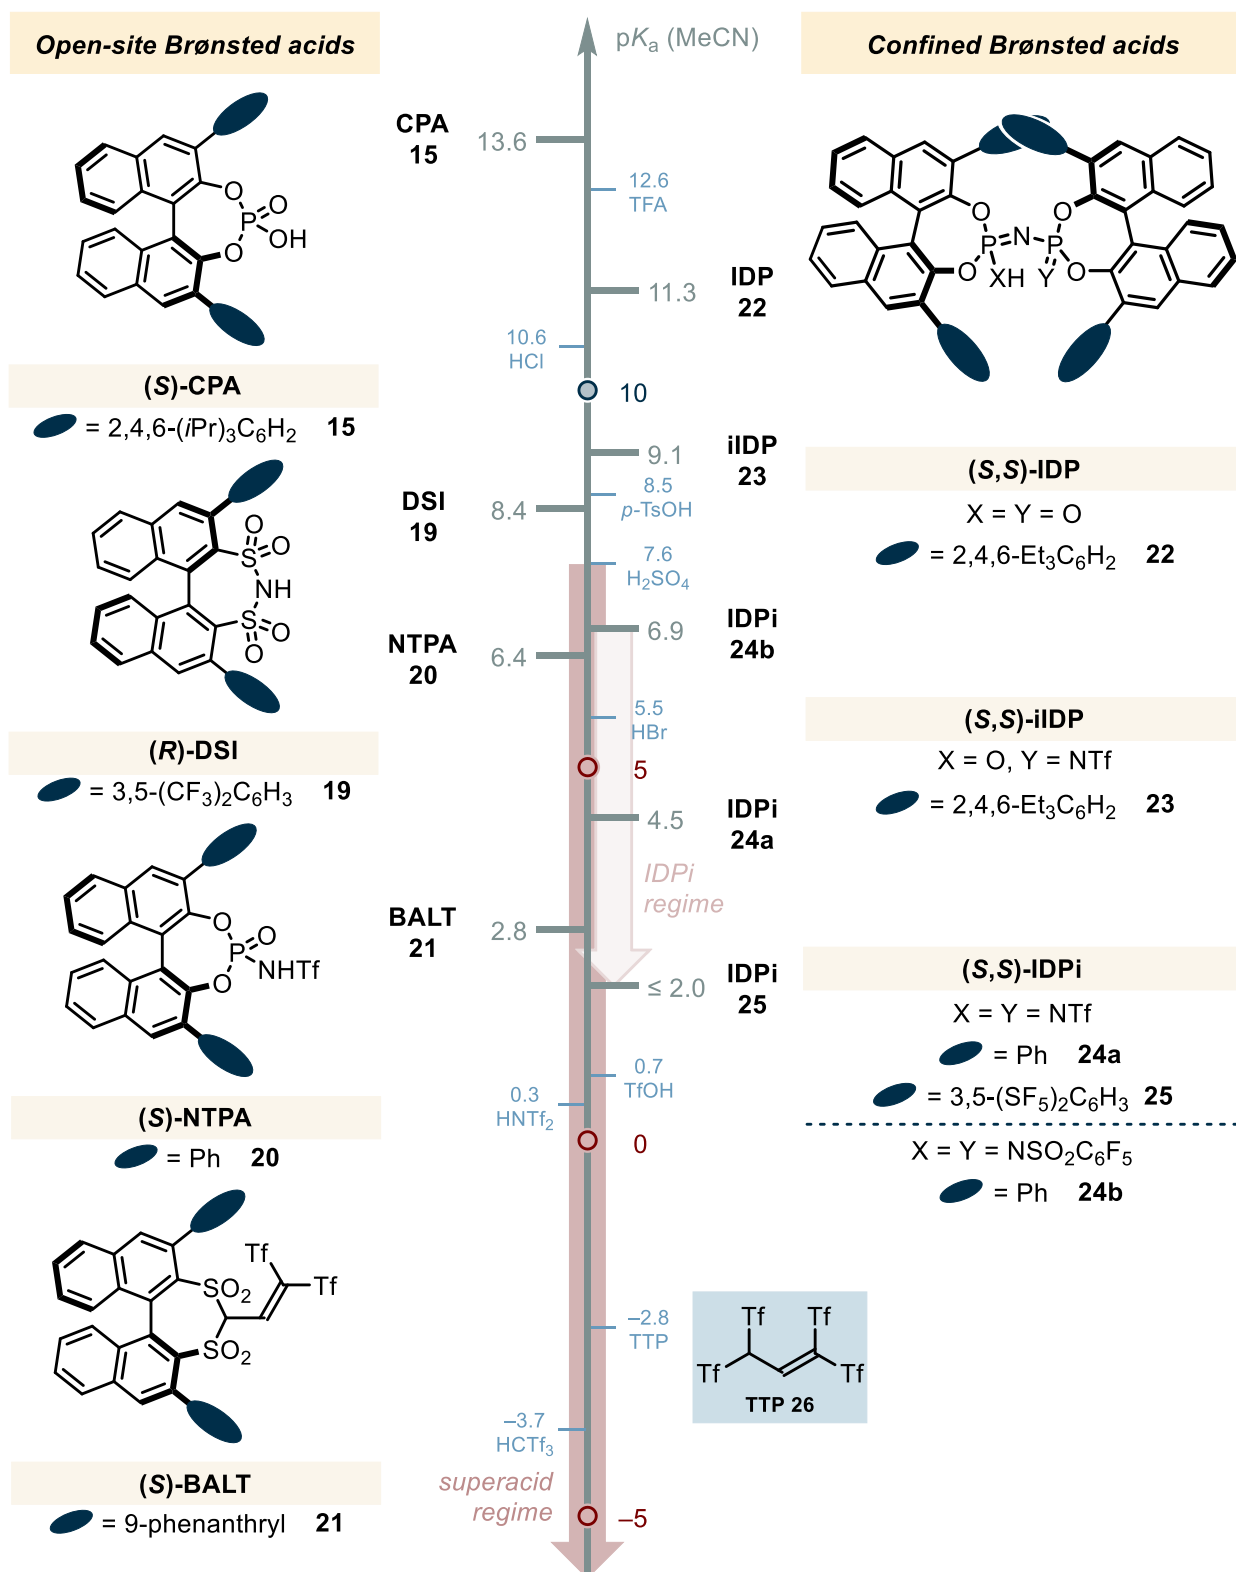 Open-site Brønsted acids
O
O
P
O
OH
(S)-CPA
= 2,4,6-(iPr)₃C₆H₂ 15
O
S
O
NH
S
O
O
(R)-DSI
= 3,5-(CF₃)₂C₆H₃ 19
O
O
P
NHTf
O
(S)-NTPA
= Ph 20
Tf
Tf
SO₂
SO₂
(S)-BALT
= 9-phenanthryl 21
pKₐ (MeCN)
CPA
15
13.6
12.6
TFA
11.3
IDP
22
10.6
HCl
10
iIDP
23
9.1
8.5
p-TsOH
DSI
19
8.4
7.6
H₂SO₄
IDPi
24b
6.9
NTPA
20
6.4
5.5
HBr
5
4.5
IDPi
24a
IDPi
regime
BALT
21
2.8
≤ 2.0
IDPi
25
0.7
TfOH
0.3
HNTf₂
0
–2.8
TTP
–3.7
HCTf₃
superacid
regime
–5
Confined Brønsted acids
O
O
P
N
P
O
XH
Y
O
(S,S)-IDP
X = Y = O
= 2,4,6-Et₃C₆H₂ 22
(S,S)-iIDP
X = O, Y = NTf
= 2,4,6-Et₃C₆H₂ 23
(S,S)-IDPi
X = Y = NTf
= Ph 24a
= 3,5-(SF₅)₂C₆H₃ 25
X = Y = NSO₂C₆F₅
= Ph 24b
Tf
Tf
Tf
Tf
TTP 26